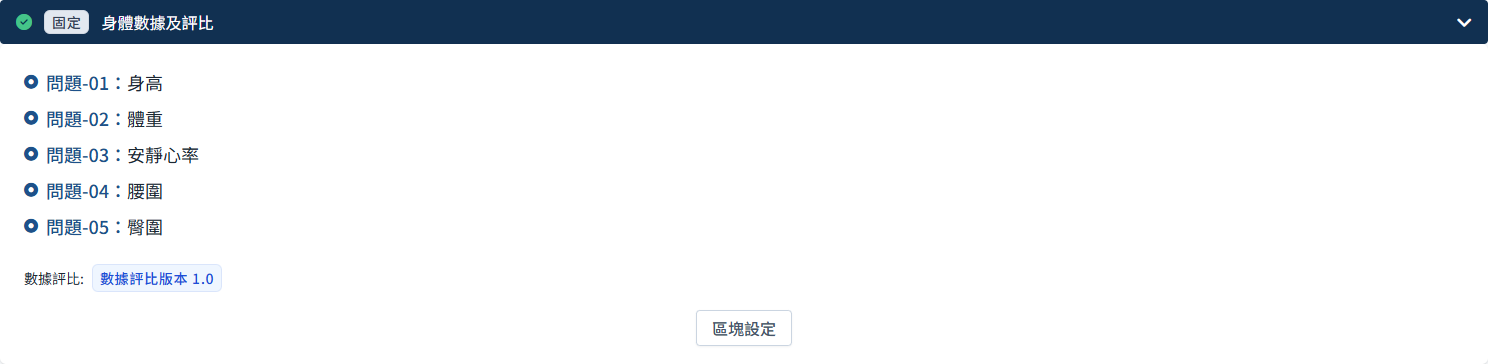 固定 身體數據及評比
問題-01：身高
問題-02：體重
問題-03：安靜心率
問題-04：腰圍
問題-05：臀圍
數據評比: 數據評比版本 1.0
區塊設定